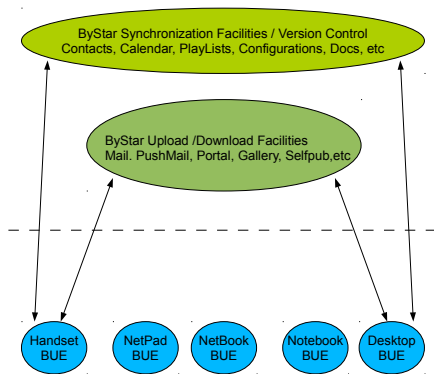 ByStar Synchronization Facilities / Version Control
Contacts, Calendar, PlayLists, Configurations, Docs, etc
ByStar Upload /Download Facilities
Mail. PushMail, Portal, Gallery, Selfpub,etc
Handset
BUE
NetPad
BUE
NetBook
BUE
Notebook
BUE
Desktop
BUE